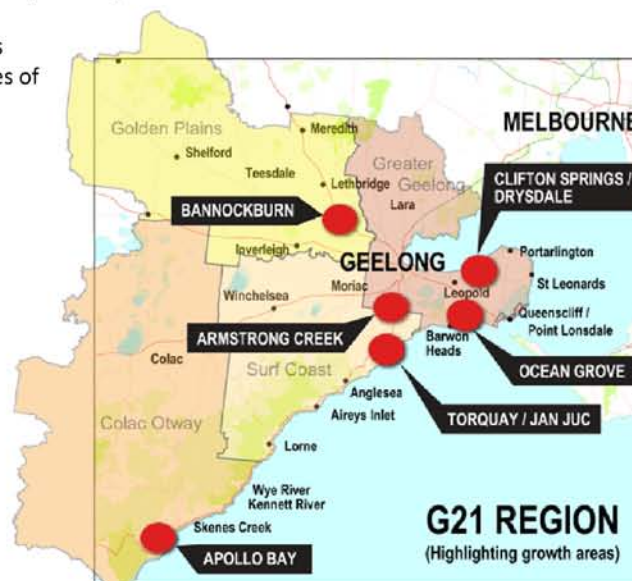 es of
Golden Plains
Meredith
Shelford
Teesdale
Lethbridge
Greater
Geelong
Lara
MELBOURNE
CLIFTON SPRINGS /
DRYSDALE
BANNOCKBURN
Inverleigh
GEELONG
Portarlington
St Leonards
Leopold
Moriac
Winchelsea
Queenscliff /
Point Lonsdale
ARMSTRONG CREEK
Barwon
Heads
OCEAN GROVE
Colac
Surf Coast
Anglesea
Aireys Inlet
TORQUAY / JAN JUC
Colac Otway
Lorne
Wye River
Kennett River
Skenes Creek
APOLLO BAY
G21 REGION
(Highlighting growth areas)